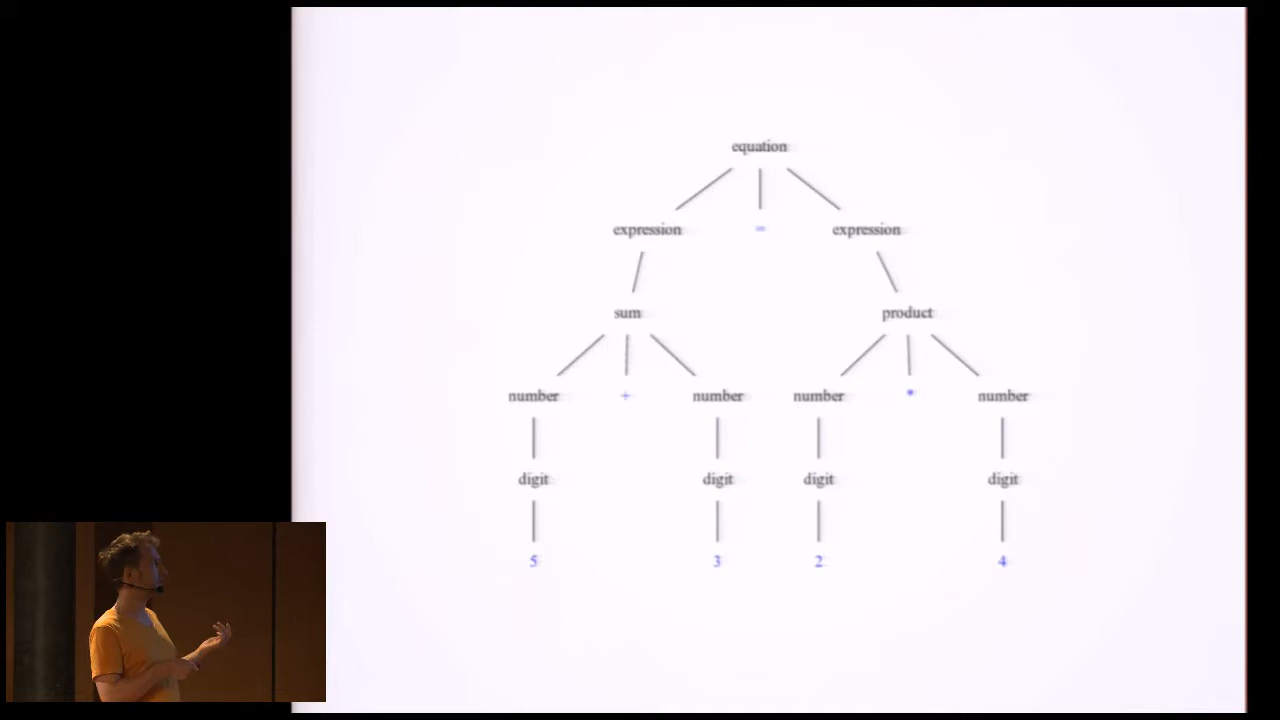 equation
expression = expression
sum product
number + number number * number
digit digit digit digit
5 3 2 4